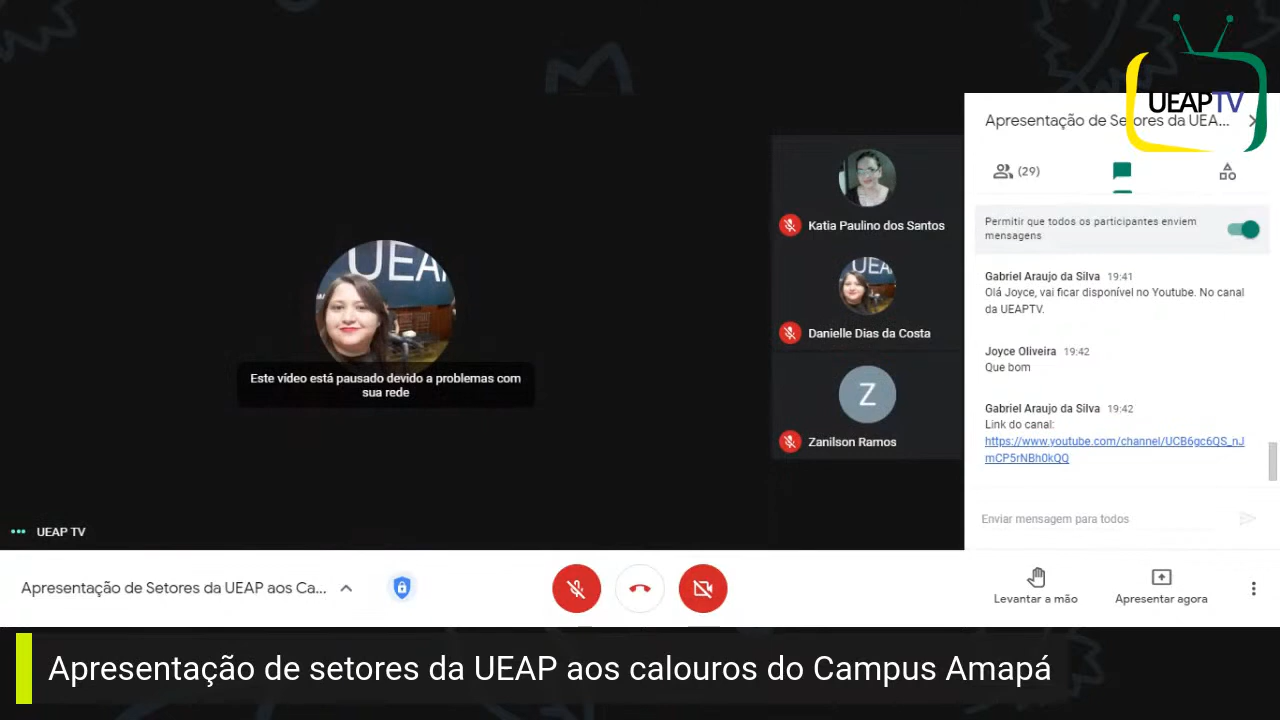 UEAPTV
Apresentação de Setores da UEA...
(29)
Permitir que todos os participantes enviem
mensagens
Gabriel Araujo da Silva 19:41
Olá Joyce, vai ficar disponível no Youtube. No canal
da UEAPTV.
Joyce Oliveira 19:42
Que bom
Gabriel Araujo da Silva 19:42
Link do canal:
https://www.youtube.com/channel/UCB6gc6QS_nJ
mCP5rNBh0kQQ
Enviar mensagem para todos
Katia Paulino dos Santos
UEA
Danielle Dias da Costa
Z
Zanilson Ramos
UEA
Este vídeo está pausado devido a problemas com
sua rede
UEAP TV
Apresentação de Setores da UEAP aos Ca...
Levantar a mão
Apresentar agora
Apresentação de setores da UEAP aos calouros do Campus Amapá